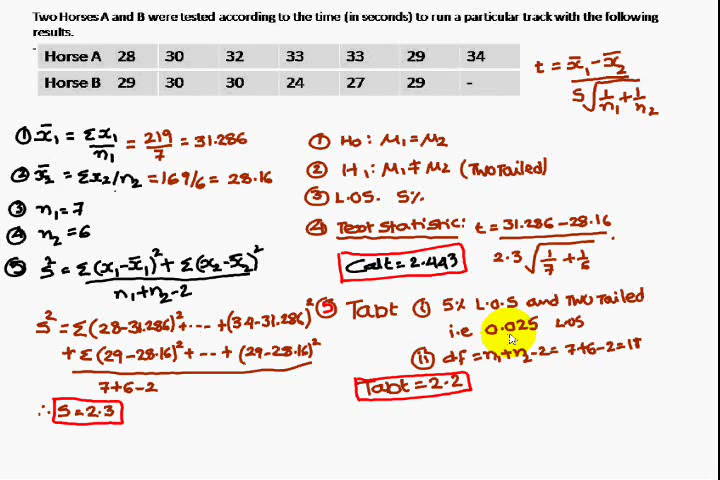 Two Horses A and B were tested according to the time (in seconds) to run a particular track with the following
results.
Horse A 28 30 32 33 33 29 34
Horse B 29 30 30 24 27 29 -
t = x̄₁ - x̄₂ / S√(1/n₁ + 1/n₂)
① x̄₁ = Σx₁/n₁ = 219/7 = 31.286
② x̄₂ = Σx₂/n₂ = 169/6 = 28.16
③ n₁ = 7
④ n₂ = 6
⑤ S² = Σ(x₁-x̄₁)² + Σ(x₂-x̄₂)² / n₁+n₂-2
S² = Σ(28-31.286)² + ... + (34-31.286)²
+ Σ(29-28.16)² + .. + (29-28.16)²
7+6-2
∴ S = 2.3
① H₀ : μ₁ = μ₂
② H₁ : μ₁ ≠ μ₂ (Two Tailed)
③ L.O.S. 5%
④ Test Statistic: t = 31.286 - 28.16 / 2.3 √(1/7 + 1/6) .
Cal t = 2.443
⑤ Tab t ⓘ 5% L.O.S and Two Tailed
i.e 0.025 LOS
ⅱ df = n₁+n₂-2 = 7+6-2 = 11
Tab t = 2.2